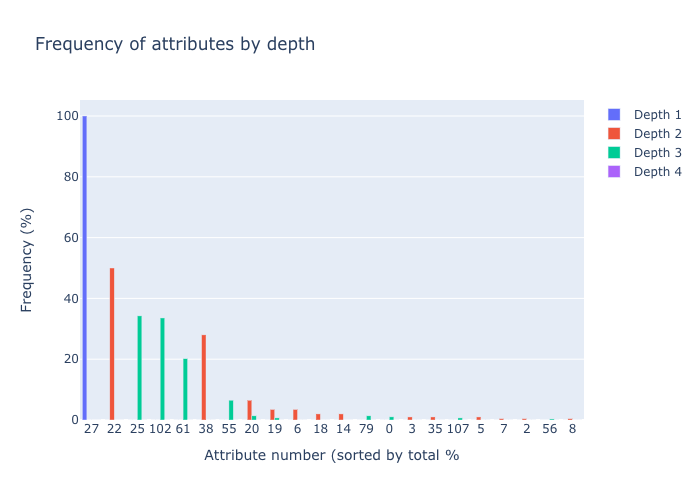 Frequency of attributes by depth
Depth 1
Depth 2
Depth 3
Depth 4
Frequency (%)
100
80
60
40
20
0
27 22 25 102 61 38 55 20 19 6 18 14 79 0 3 35 107 5 7 2 56 8
Attribute number (sorted by total %